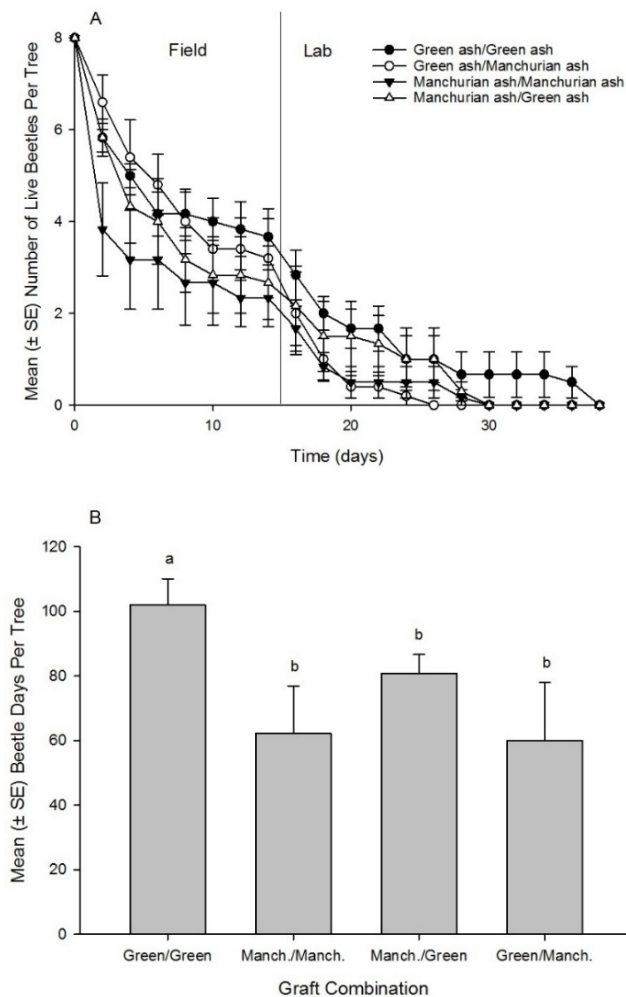 A
Field
Lab
Green ash/Green ash
Green ash/Manchurian ash
Manchurian ash/Manchurian ash
Manchurian ash/Green ash
Mean (± SE) Number of Live Beetles Per Tree
8
6
4
2
0
0 10 20 30
Time (days)
B
Mean (± SE) Beetle Days Per Tree
120
100
80
60
40
20
0
a b b b
Green/Green Manch./Manch. Manch./Green Green/Manch.
Graft Combination